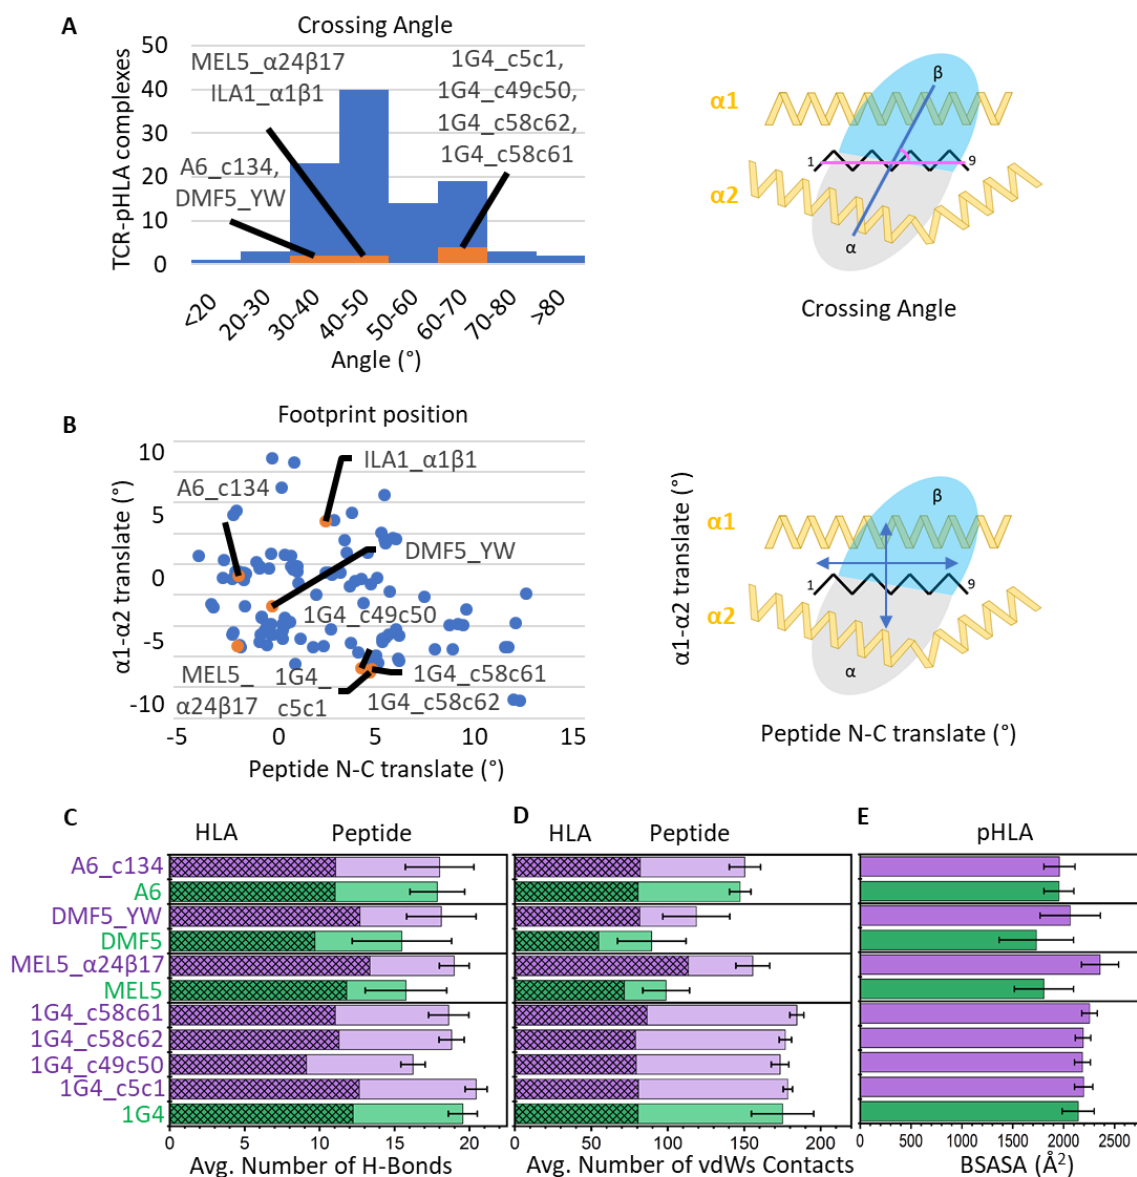 A
Crossing Angle
TCR-pHLA complexes
50
40
30
20
10
0
MEL5_α24β17
ILA1_α1β1
A6_c134,
DMF5_YW
1G4_c5c1,
1G4_c49c50,
1G4_c58c62,
1G4_c58c61
<20
20-30
30-40
40-50
50-60
60-70
70-80
>80
Angle (°)
α1
α2
β
1
9
α
Crossing Angle
B
Footprint position
α1-α2 translate (°)
10
5
0
-5
-10
A6_c134
ILA1_α1β1
DMF5_YW
1G4_c49c50
MEL5_
α24β17
1G4_
c5c1
1G4_c58c61
1G4_c58c62
-5
0
5
10
15
Peptide N-C translate (°)
α1-α2 translate (°)
α1
α2
β
1
9
α
Peptide N-C translate (°)
C
HLA
Peptide
A6_c134
A6
DMF5_YW
DMF5
MEL5_α24β17
MEL5
1G4_c58c61
1G4_c58c62
1G4_c49c50
1G4_c5c1
1G4
0
10
15
20
Avg. Number of H-Bonds
D
HLA
Peptide
0
50
100
150
200
Avg. Number of vdWs Contacts
E
pHLA
0
500
1000
1500
2000
2500
BSASA (Å²)